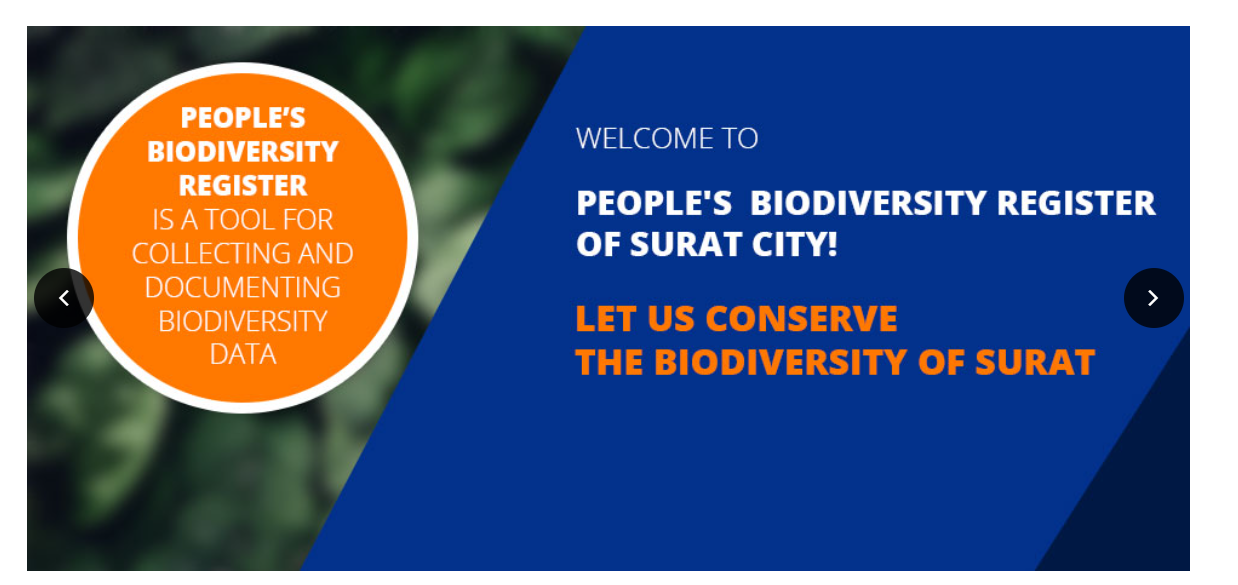 PEOPLE’S
BIODIVERSITY
REGISTER
IS A TOOL FOR
COLLECTING AND
DOCUMENTING
BIODIVERSITY
DATA
WELCOME TO
PEOPLE'S  BIODIVERSITY REGISTER
OF SURAT CITY!
LET US CONSERVE
THE BIODIVERSITY OF SURAT